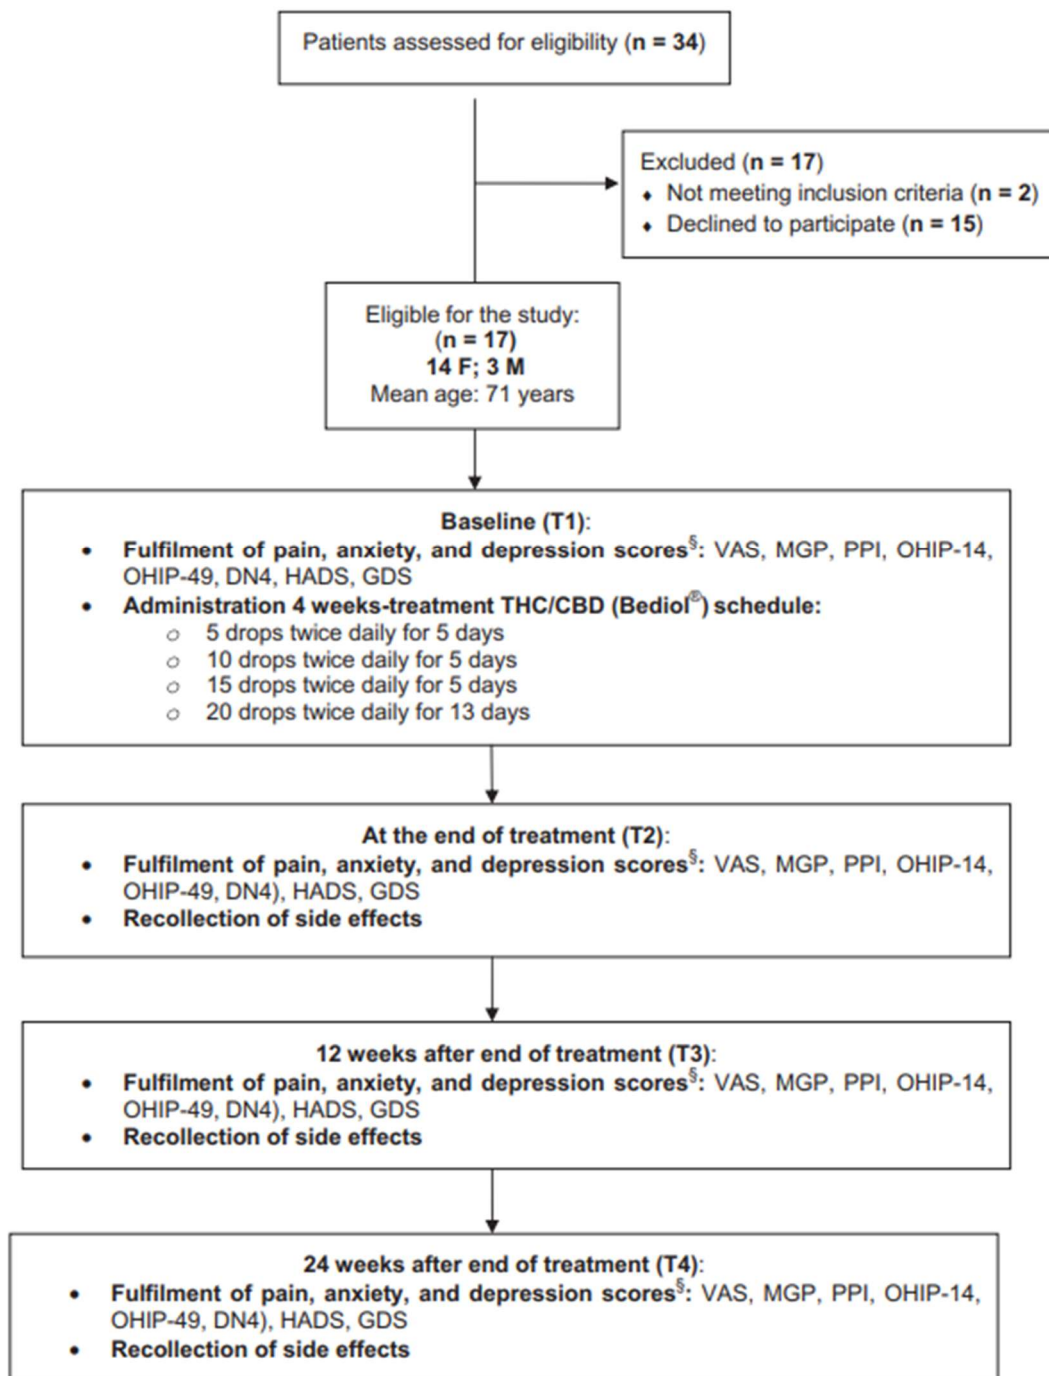 Patients assessed for eligibility (n = 34)
Excluded (n = 17)
♦ Not meeting inclusion criteria (n = 2)
♦ Declined to participate (n = 15)
Eligible for the study:
(n = 17)
14 F; 3 M
Mean age: 71 years
Baseline (T1):
• Fulfilment of pain, anxiety, and depression scores§: VAS, MGP, PPI, OHIP-14,
OHIP-49, DN4, HADS, GDS
• Administration 4 weeks-treatment THC/CBD (Bediol®) schedule:
o 5 drops twice daily for 5 days
o 10 drops twice daily for 5 days
o 15 drops twice daily for 5 days
o 20 drops twice daily for 13 days
At the end of treatment (T2):
• Fulfilment of pain, anxiety, and depression scores§: VAS, MGP, PPI, OHIP-14,
OHIP-49, DN4), HADS, GDS
• Recollection of side effects
12 weeks after end of treatment (T3):
• Fulfilment of pain, anxiety, and depression scores§: VAS, MGP, PPI, OHIP-14,
OHIP-49, DN4), HADS, GDS
• Recollection of side effects
24 weeks after end of treatment (T4):
• Fulfilment of pain, anxiety, and depression scores§: VAS, MGP, PPI, OHIP-14,
OHIP-49, DN4), HADS, GDS
• Recollection of side effects